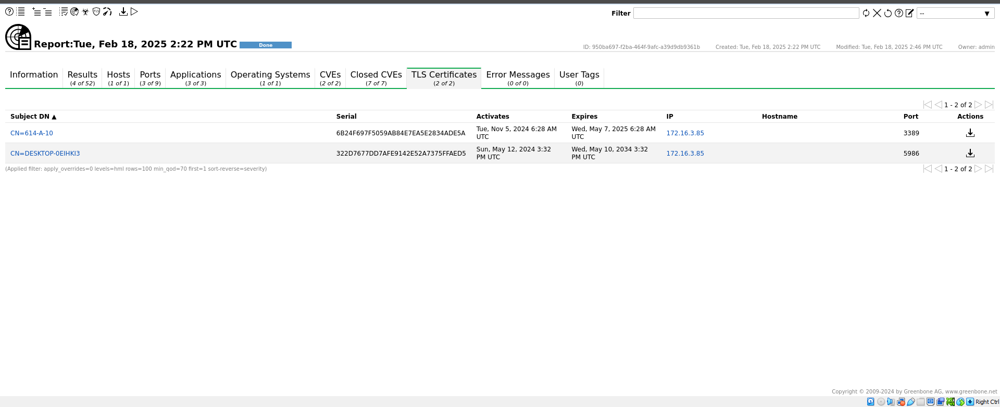 Filter
--
Report:Tue, Feb 18, 2025 2:22 PM UTC
Done
ID: 950ba697-f2ba-464f-9afc-a39d9db9361b Created: Tue, Feb 18, 2025 2:22 PM UTC Modified: Tue, Feb 18, 2025 2:46 PM UTC Owner: admin
Information Results Hosts Ports Applications Operating Systems CVEs Closed CVEs TLS Certificates Error Messages User Tags
(4 of 52) (1 of 1) (3 of 9) (3 of 3) (1 of 1) (2 of 2) (7 of 7) (2 of 2) (0 of 0) (0)
1 - 2 of 2
Subject DN ▲ Serial Activates Expires IP Hostname Port Actions
CN=614-A-10 6B24F697F5059AB84E7EA5E2834ADE5A Tue, Nov 5, 2024 6:28 AM UTC Wed, May 7, 2025 6:28 AM UTC 172.16.3.85 3389
CN=DESKTOP-0EIHKI3 322D7677DD7AFE9142E52A7375FFAED5 Sun, May 12, 2024 3:32 PM UTC Wed, May 10, 2034 3:32 PM UTC 172.16.3.85 5986
(Applied filter: apply_overrides=0 levels=hml rows=100 min_qod=70 first=1 sort-reverse=severity)
1 - 2 of 2
Copyright © 2009-2024 by Greenbone AG, www.greenbone.net
Right Ctrl